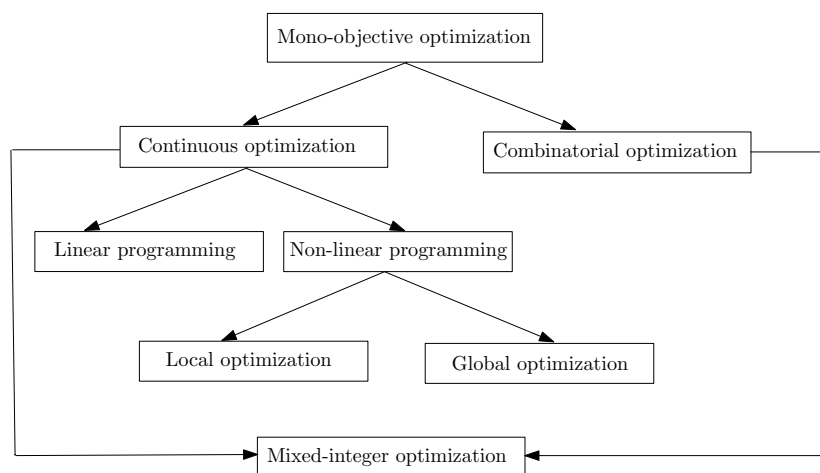 Mono-objective optimization
Continuous optimization
Combinatorial optimization
Linear programming
Non-linear programming
Local optimization
Global optimization
Mixed-integer optimization